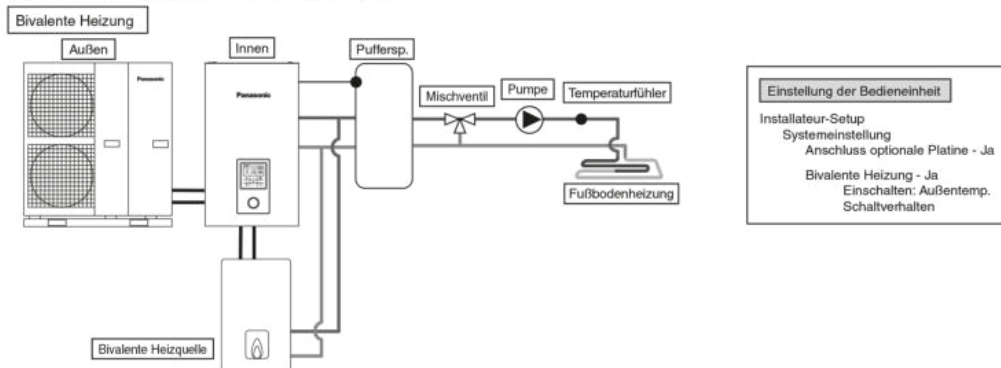 Bivalente Heizung
Außen
Innen
Puffersp.
Mischventil
Pumpe
Temperaturfühler
Panasonic
Panasonic
Fußbodenheizung
Bivalente Heizquelle
Einstellung der Bedieneinheit
Installateur-Setup
Systemeinstellung
Anschluss optionale Platine - Ja
Bivalente Heizung - Ja
Einschalten: Außentemp.
Schaltverhalten